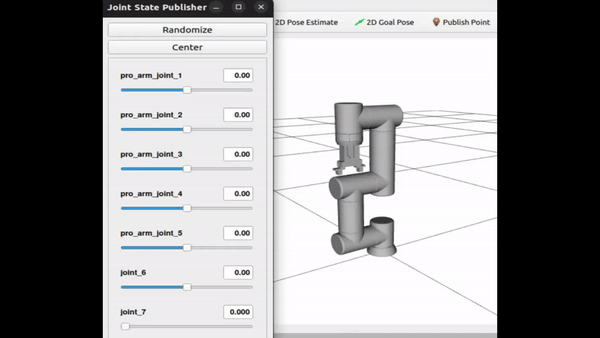 Joint State Publisher
2D Pose Estimate
2D Goal Pose
Publish Point
Randomize
Center
pro_arm_joint_1 0.00
pro_arm_joint_2 0.00
pro_arm_joint_3 0.00
pro_arm_joint_4 0.00
pro_arm_joint_5 0.00
joint_6 0.00
joint_7 0.000